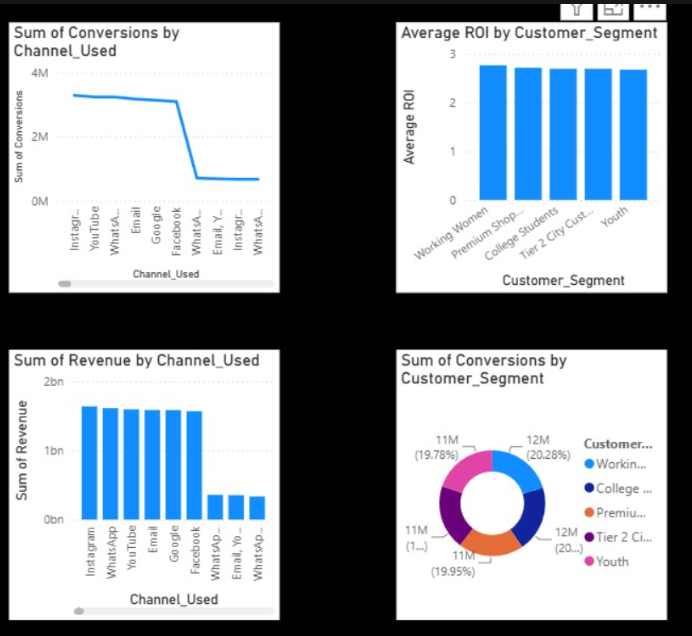 Sum of Conversions by
Channel_Used
4M
2M
0M
Sum of Conversions
Instagr...
YouTube
WhatsA...
Email
Google
Facebook
WhatsA...
Email, Y...
Instagr...
WhatsA...
Channel_Used
Average ROI by Customer_Segment
3
2
1
0
Average ROI
Working Women
Premium Shop...
College Students
Tier 2 City Cust...
Youth
Customer_Segment
Sum of Revenue by Channel_Used
2bn
1bn
0bn
Sum of Revenue
Instagram
WhatsApp
YouTube
Email
Google
Facebook
WhatsAp...
Email, Yo...
WhatsAp...
Channel_Used
Sum of Conversions by
Customer_Segment
11M
(19.78%)
12M
(20.28%)
11M
(1...)
11M
(19.95%)
12M
(20...)
Customer...
Workin...
College ...
Premiu...
Tier 2 Ci...
Youth